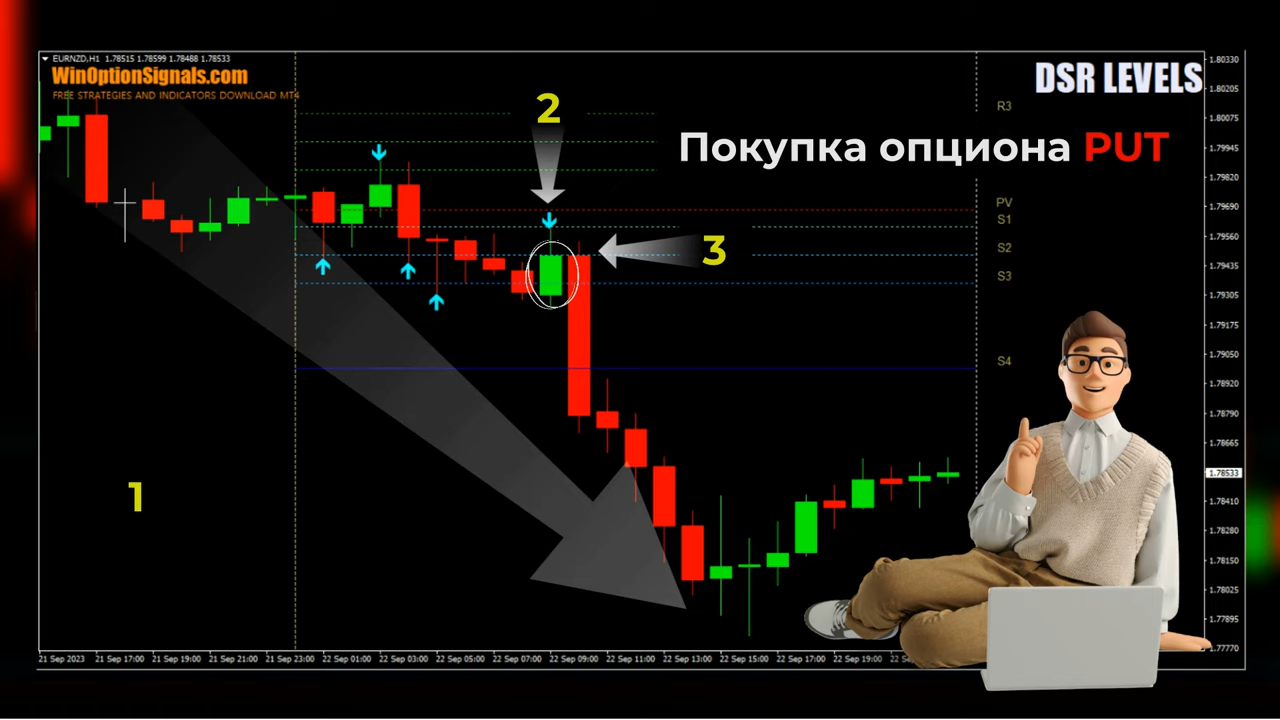 EURNZD,H1 1.78515 1.78599 1.78488 1.78533
WinOptionSignals.com
FREE STRATEGIES AND INDICATORS DOWNLOAD MT4
DSR LEVELS
Покупка опциона PUT
1
2
3
R3
PV
S1
S2
S3
S4
1.80330
1.80205
1.80075
1.79945
1.79820
1.79690
1.79560
1.79435
1.79305
1.79175
1.79050
1.78920
1.78790
1.78665
1.78533
1.78410
1.78280
1.78150
1.78025
1.77895
1.77770
21 Sep 2023 21 Sep 17:00 21 Sep 19:00 21 Sep 21:00 21 Sep 23:00 22 Sep 01:00 22 Sep 03:00 22 Sep 05:00 22 Sep 07:00 22 Sep 09:00 22 Sep 11:00 22 Sep 13:00 22 Sep 15:00 22 Sep 17:00 22 Sep 19:00 22